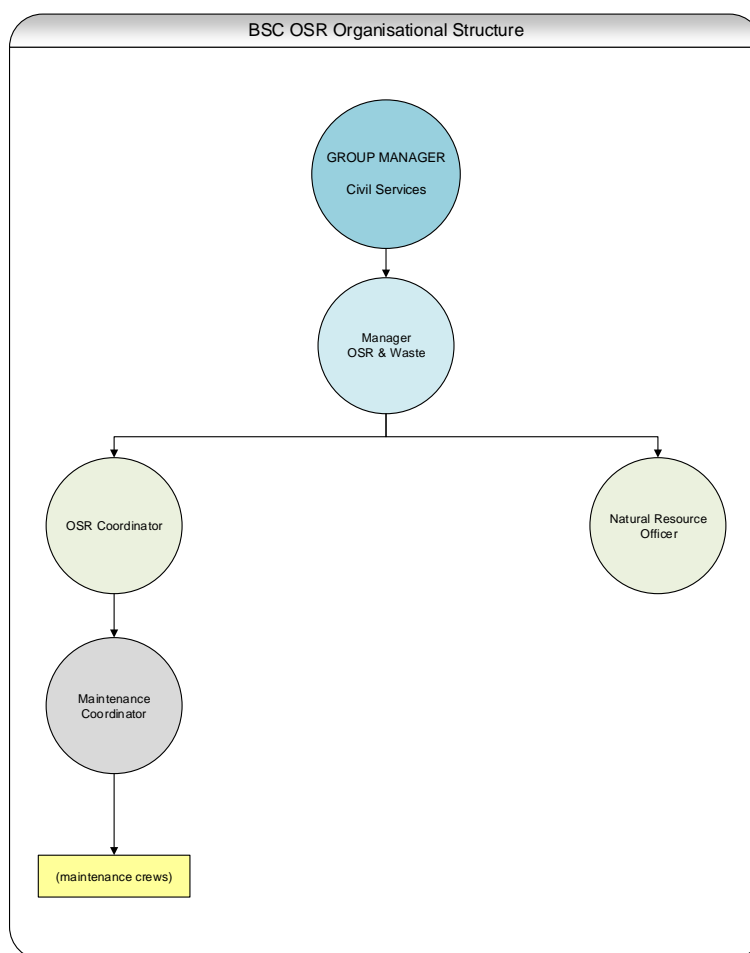 BSC OSR Organisational Structure
GROUP MANAGER
Civil Services
Manager
OSR & Waste
OSR Coordinator
Natural Resource
Officer
Maintenance
Coordinator
(maintenance crews)